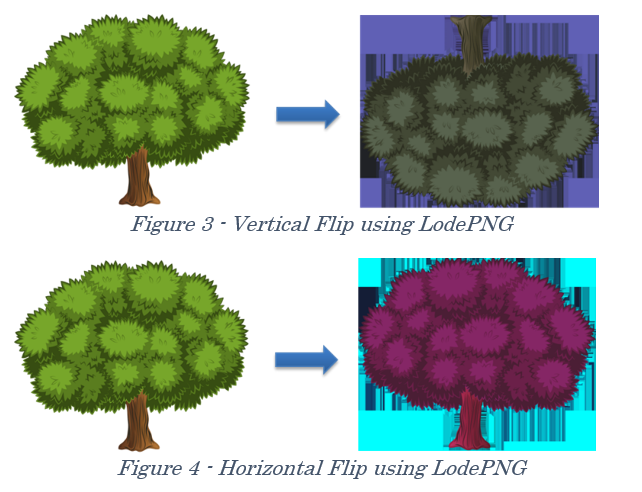 Figure 3 - Vertical Flip using LodePNG
Figure 4 - Horizontal Flip using LodePNG